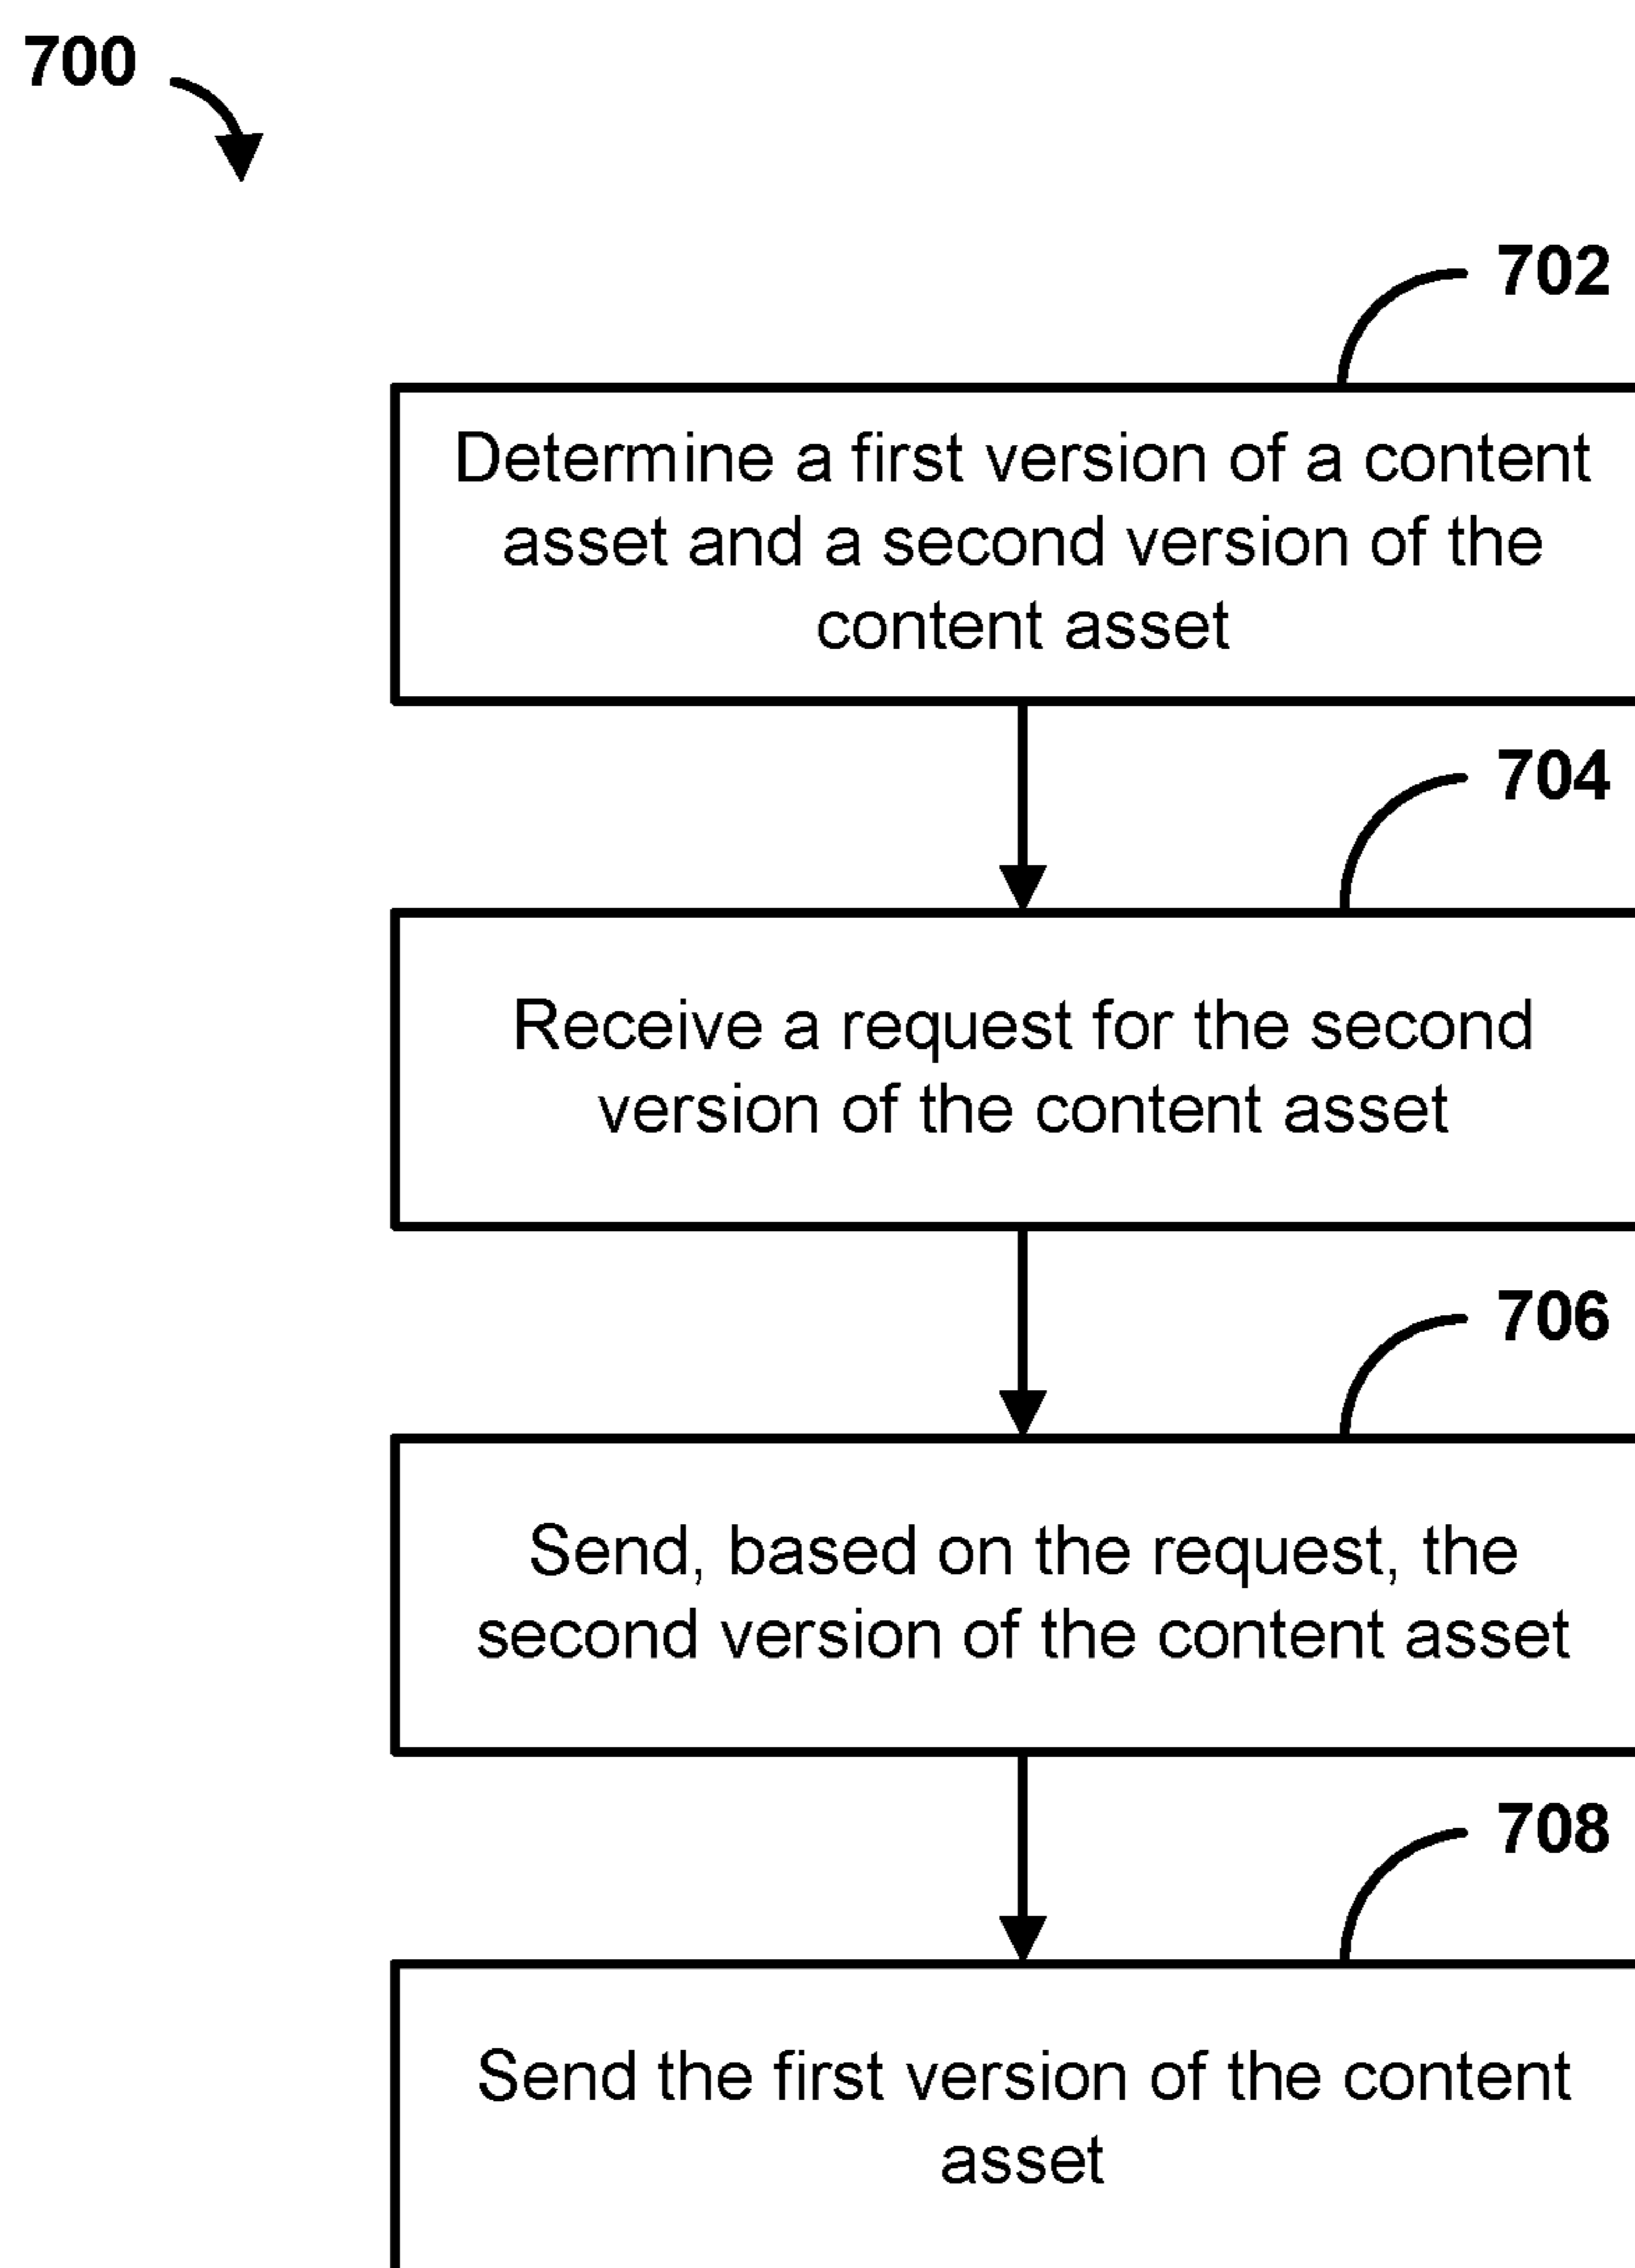 700
702
Determine a first version of a content
asset and a second version of the
content asset
704
Receive a request for the second
version of the content asset
706
Send, based on the request, the
second version of the content asset
708
Send the first version of the content
asset